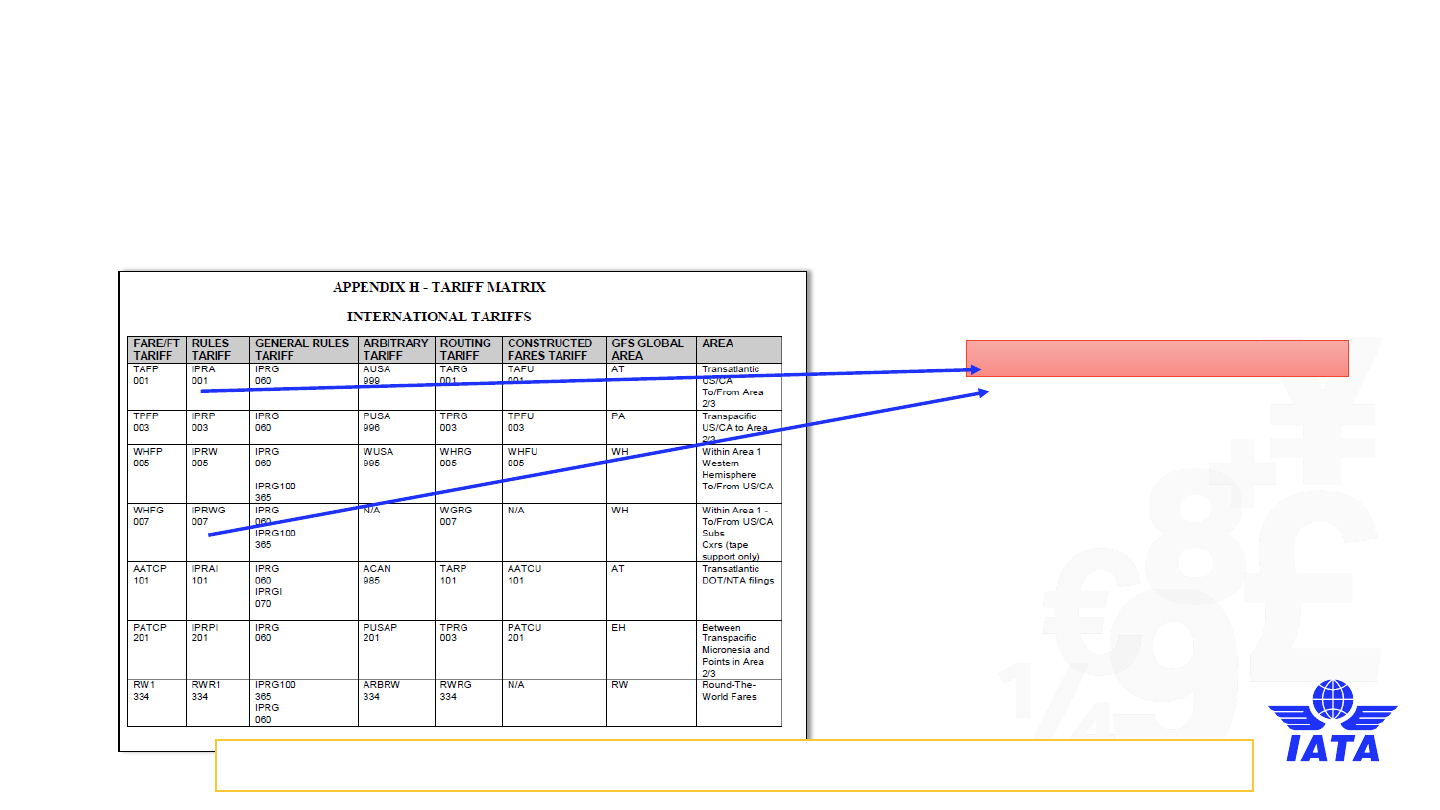 APPENDIX H - TARIFF MATRIX
INTERNATIONAL TARIFFS
FARE/FT TARIFF RULES TARIFF GENERAL RULES TARIFF ARBITRARY TARIFF ROUTING TARIFF CONSTRUCTED FARES TARIFF GFS GLOBAL AREA AREA
TAFP IPRA IPRG AUSA TARG TAFU AT Transatlantic
001 001 060 999 001 001 US/CA
To/From Area
2/3
TPFP IPRP IPRG PUSA TPRG TPFU PA Transpacific
003 003 060 996 003 003 US/CA to Area
2/3
WHFP IPRW IPRG WUSA WHRG WHFU WH Within Area 1
005 005 060 995 005 005 Western
Hemisphere
IPRG100 To/From US/CA
365
WHFG IPRWG IPRG N/A WGRG N/A WH Within Area 1 -
007 007 060 007 To/From US/CA
IPRG100 Subs
365 Cxrs (tape
support only)
AATCP IPRAI IPRG ACAN TARP AATCU AT Transatlantic
101 101 060 985 101 101 DOT/NTA filings
IPRGI
070
PATCP IPRPI IPRG PUSAP TPRG PATCU EH Between
201 201 060 201 003 201 Transpacific
Micronesia and
Points in Area
2/3
RW1 RWR1 IPRG100 ARBRW RWRG N/A RW Round-The-
334 334 365 334 334 World Fares
IPRG
060
IATA